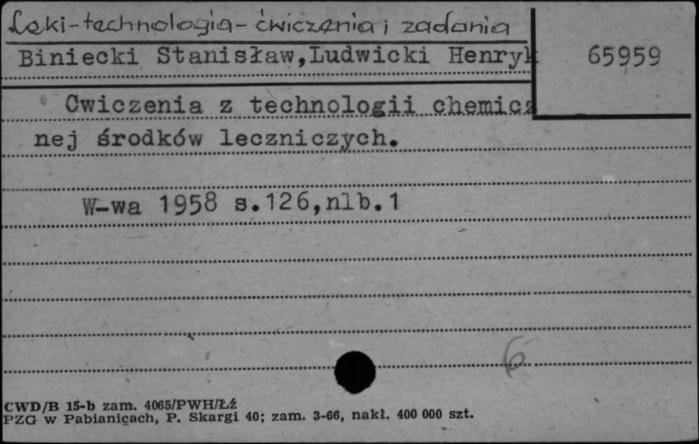 Leki-technologia-ćwiczenia i zadania
Biniecki Stanisław,Ludwicki Henryk
65959
Cwiczenia z technologii chemicz
nej środków leczniczych.
W-wa 1958 s.126,nlb.1
6
CWD/B 15-b zam. 4065/PWH/Łź
PZG w Pabianicach, P. Skargi 40; zam. 3-66, nakł. 400 000 szt.